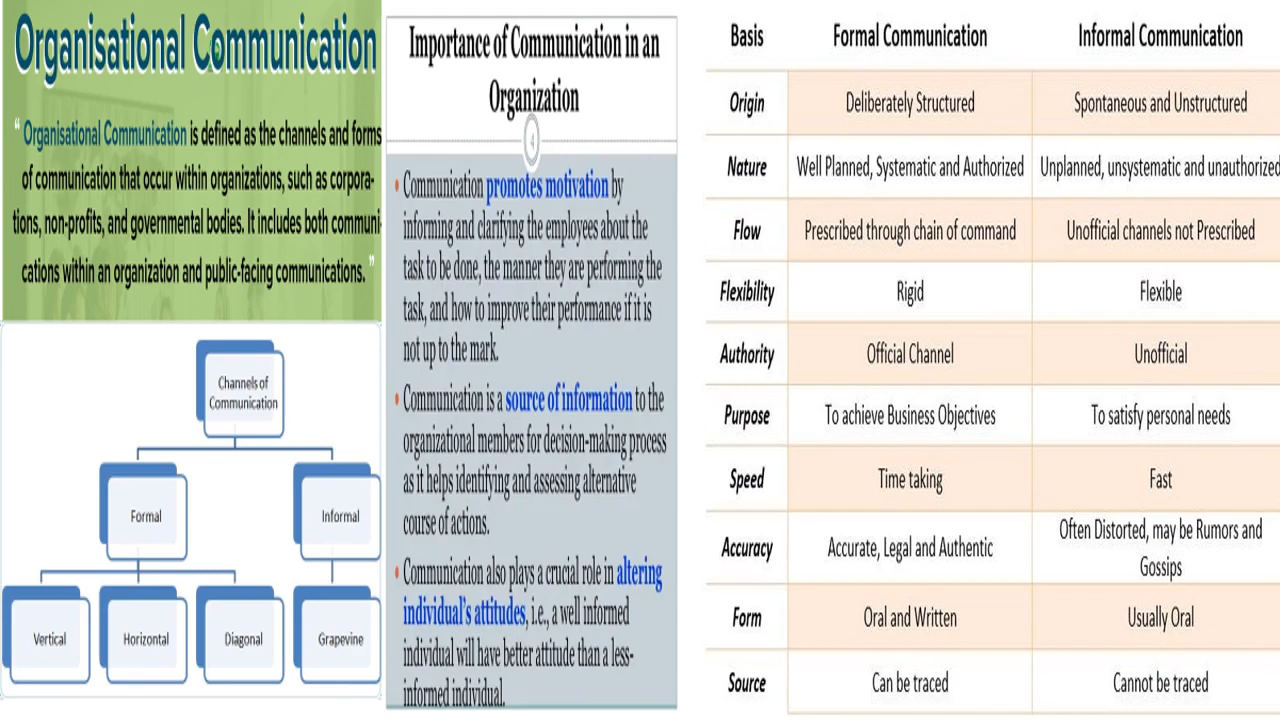 Organisational Communication
“ Organisational Communication is defined as the channels and forms
of communication that occur within organizations, such as corpora-
tions, non-profits, and governmental bodies. It includes both communi-
cations within an organization and public-facing communications. ”
Channels of
Communication
Formal
Informal
Vertical
Horizontal
Diagonal
Grapevine
Importance of Communication in an
Organization
4
• Communication promotes motivation by
informing and clarifying the employees about the
task to be done, the manner they are performing the
task, and how to improve their performance if it is
not up to the mark.
• Communication is a source of information to the
organizational members for decision-making process
as it helps identifying and assessing alternative
course of actions.
• Communication also plays a crucial role in altering
individual's attitudes, i.e., a well informed
individual will have better attitude than a less-
informed individual.
Basis Formal Communication Informal Communication
Origin Deliberately Structured Spontaneous and Unstructured
Nature Well Planned, Systematic and Authorized Unplanned, unsystematic and unauthorized
Flow Prescribed through chain of command Unofficial channels not Prescribed
Flexibility Rigid Flexible
Authority Official Channel Unofficial
Purpose To achieve Business Objectives To satisfy personal needs
Speed Time taking Fast
Accuracy Accurate, Legal and Authentic Often Distorted, may be Rumors and
Gossips
Form Oral and Written Usually Oral
Source Can be traced Cannot be traced